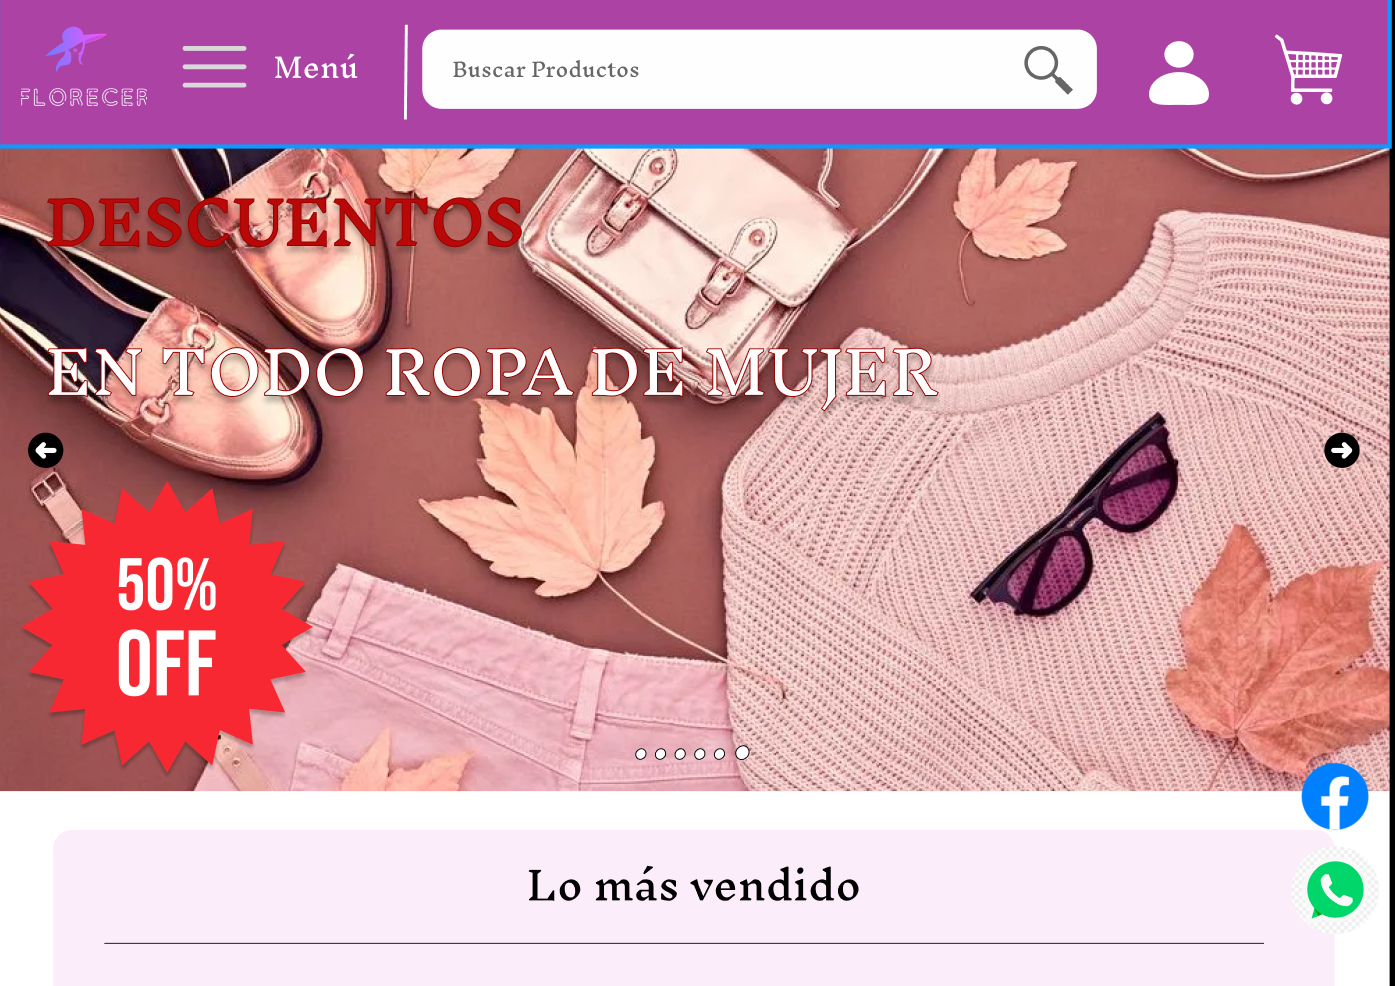 FLORECER
Menú
Buscar Productos
DESCUENTOS
EN TODO ROPA DE MUJER
50%
OFF
Lo más vendido